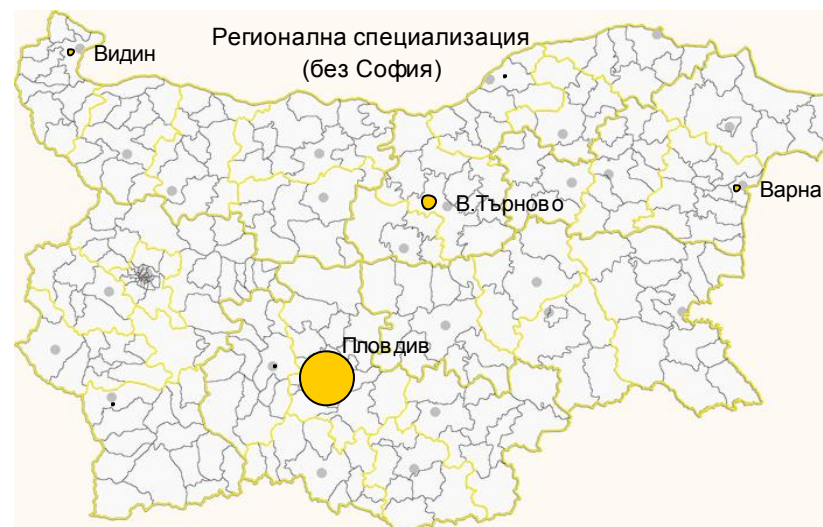 Регионална специализация
(без София)
Видин
В.Търново
Варна
Пловдив